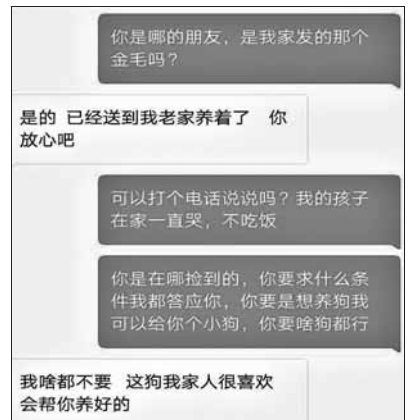 你是哪的朋友，是我家发的那个
金毛吗？
是的 已经送到我老家养着了 你
放心吧
可以打个电话说说吗？我的孩子
在家一直哭，不吃饭
你是在哪捡到的，你要求什么条
件我都答应你，你要是想养狗我
可以给你个小狗，你要啥狗都行
我啥都不要 这狗我家人很喜欢
会帮你养好的